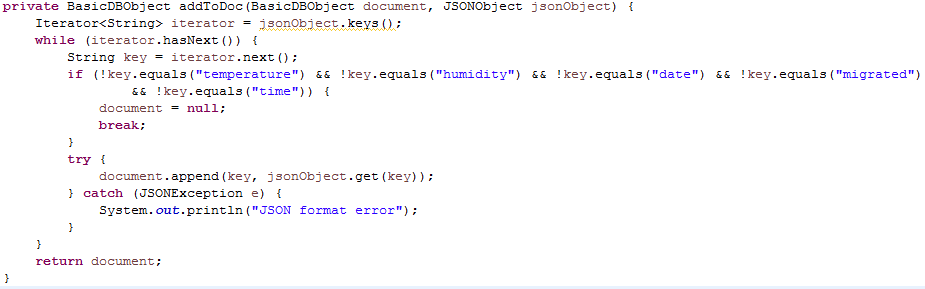 private BasicDBObject addToDoc(BasicDBObject document, JSONObject jsonObject) {
    Iterator<String> iterator = jsonObject.keys();
    while (iterator.hasNext()) {
        String key = iterator.next();
        if (!key.equals("temperature") && !key.equals("humidity") && !key.equals("date") && !key.equals("migrated")
                && !key.equals("time")) {
            document = null;
            break;
        }
        try {
            document.append(key, jsonObject.get(key));
        } catch (JSONException e) {
            System.out.println("JSON format error");
        }
    }
    return document;
}